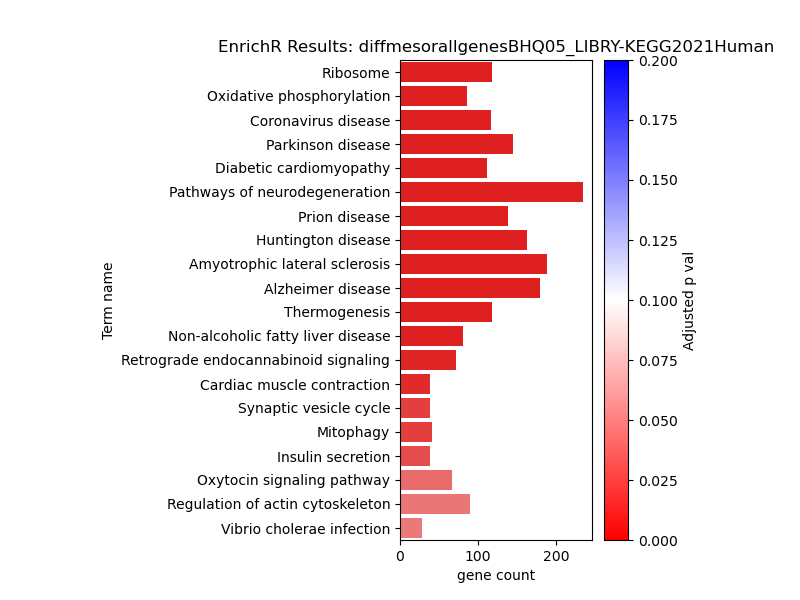 EnrichR Results: diffmesorallgenesBHQ05_LIBRY-KEGG2021Human
Term name
Ribosome
Oxidative phosphorylation
Coronavirus disease
Parkinson disease
Diabetic cardiomyopathy
Pathways of neurodegeneration
Prion disease
Huntington disease
Amyotrophic lateral sclerosis
Alzheimer disease
Thermogenesis
Non-alcoholic fatty liver disease
Retrograde endocannabinoid signaling
Cardiac muscle contraction
Synaptic vesicle cycle
Mitophagy
Insulin secretion
Oxytocin signaling pathway
Regulation of actin cytoskeleton
Vibrio cholerae infection
0 100 200
gene count
0.200
0.175
0.150
0.125
0.100
0.075
0.050
0.025
0.000
Adjusted p val